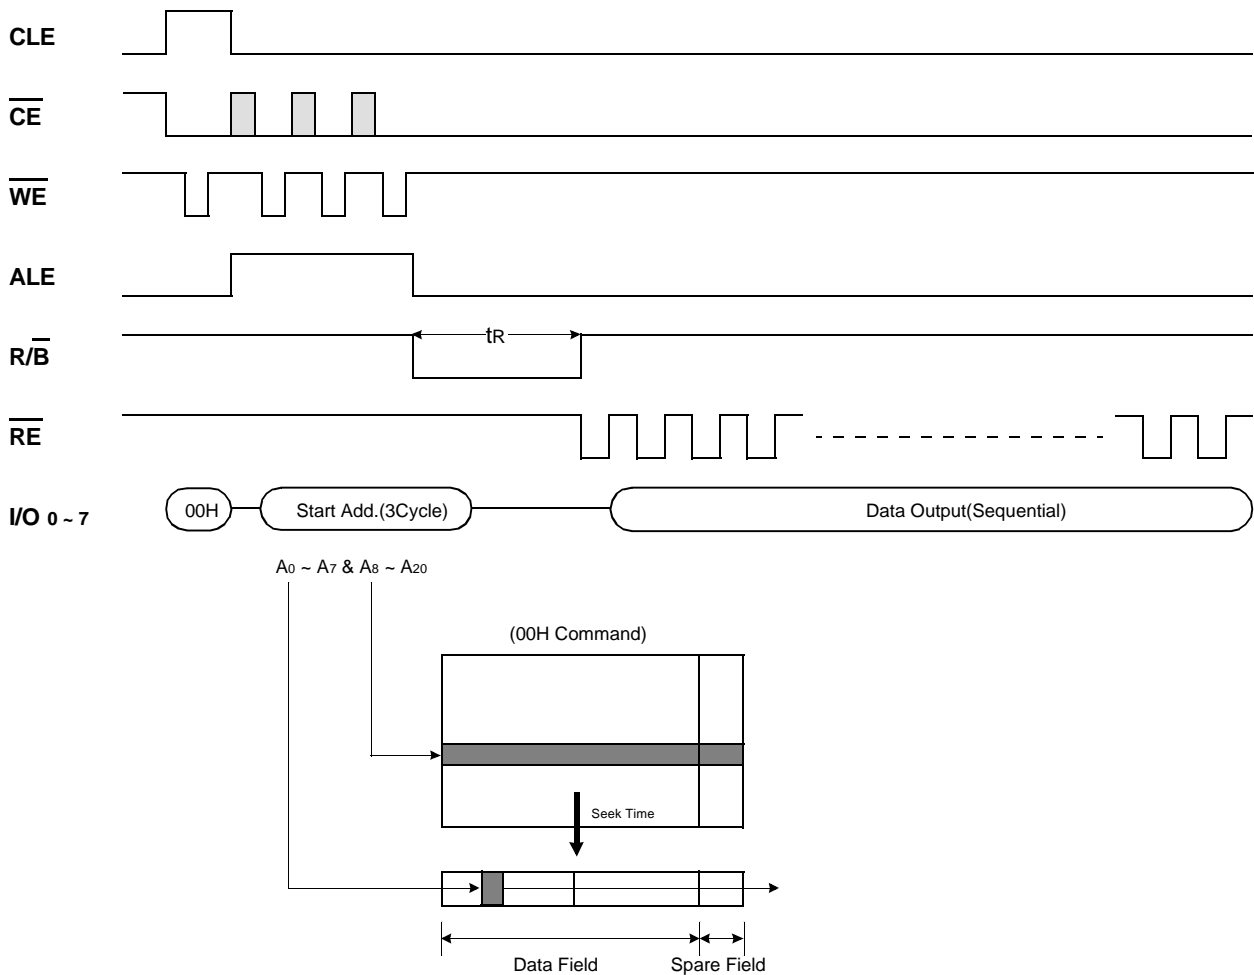 CLE
CE
WE
ALE
R/B
tR
RE
I/O 0 ~ 7
00H
Start Add.(3Cycle)
Data Output(Sequential)
A0 ~ A7 & A8 ~ A20
(00H Command)
Seek Time
Data Field
Spare Field